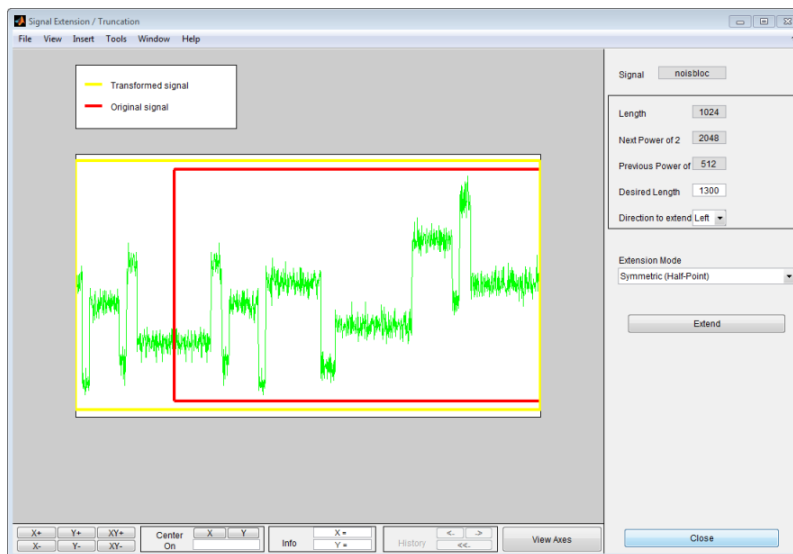 Signal Extension / Truncation
File View Insert Tools Window Help
Transformed signal
Original signal
Signal noisbloc
Length 1024
Next Power of 2 2048
Previous Power of 512
Desired Length 1300
Direction to extend Left
Extension Mode
Symmetric (Half-Point)
Extend
X+ Y+ XY+
X- Y- XY-
Center On X Y
Info X = Y =
History <- -> <<-
View Axes
Close